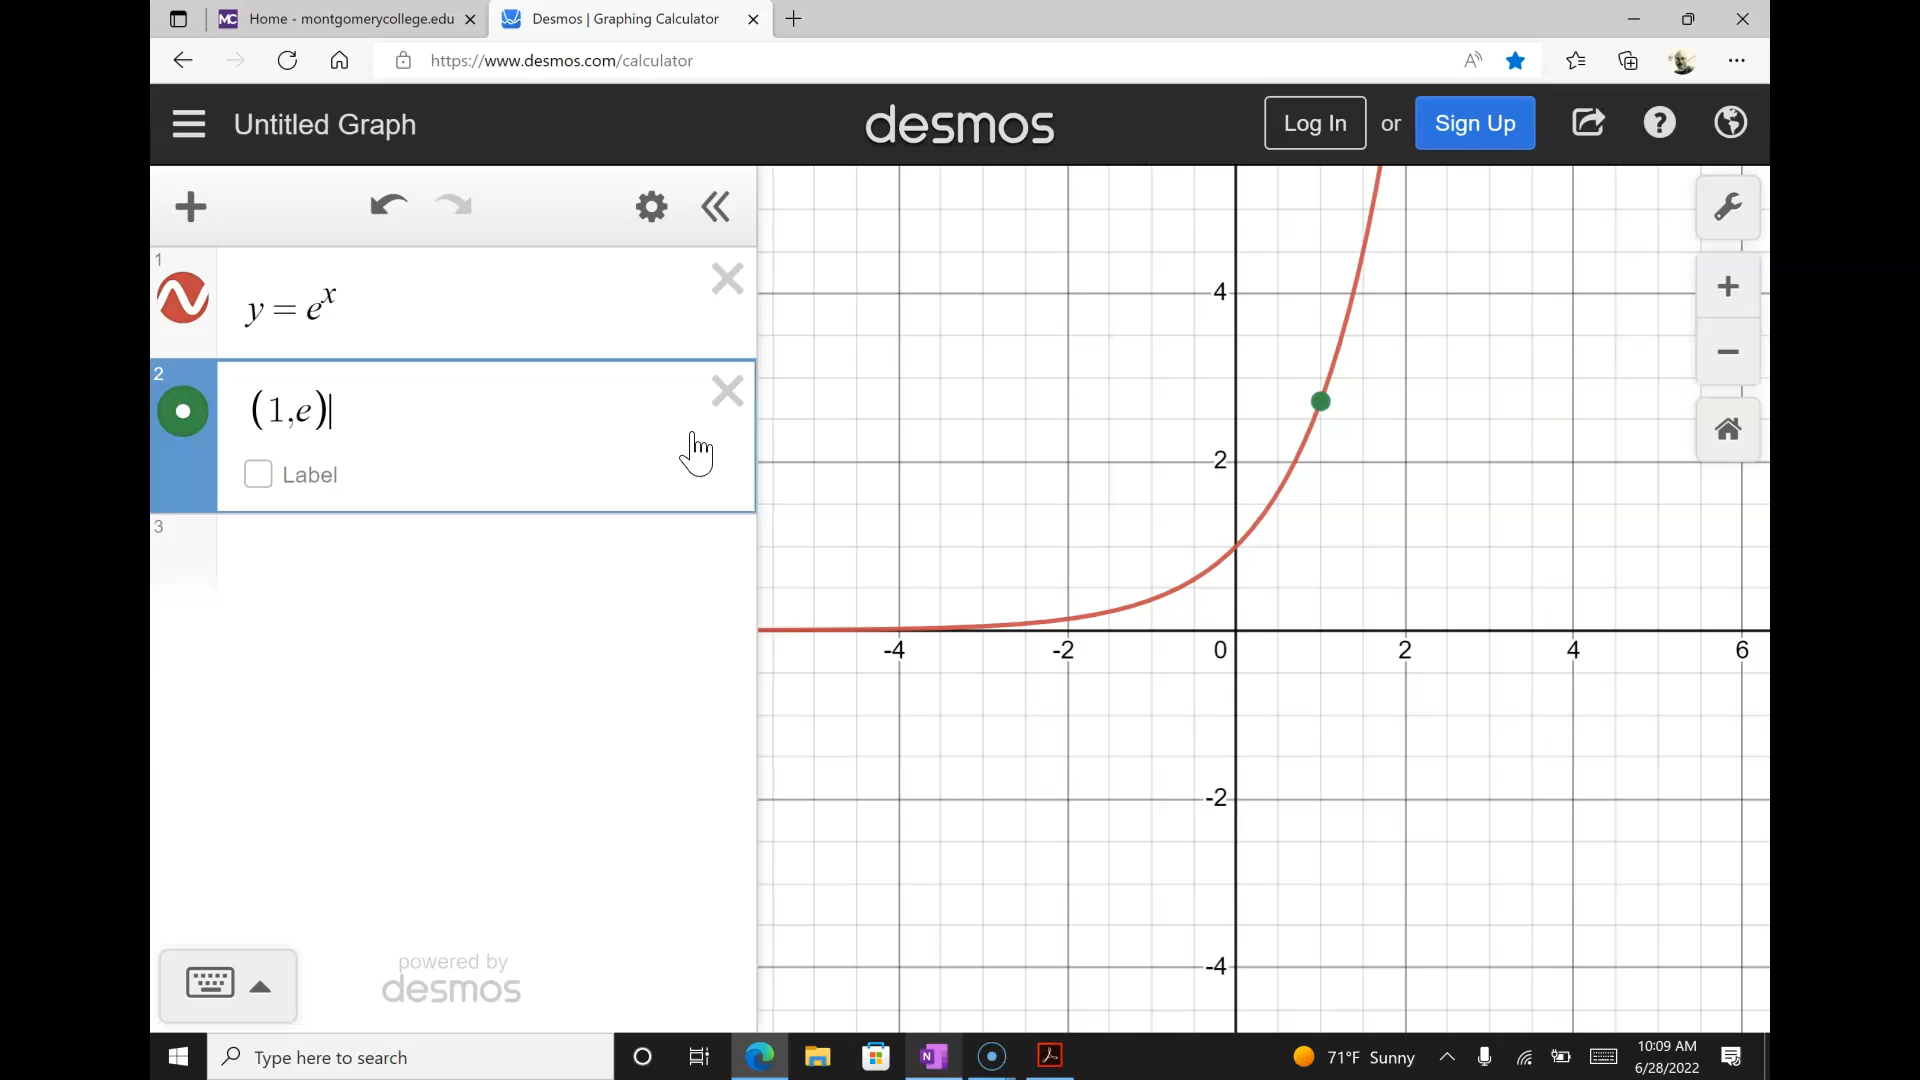 MC Home - montgomerycollege.edu Desmos | Graphing Calculator
https://www.desmos.com/calculator
Untitled Graph desmos Log In or Sign Up
1
y = e^x
2
(1,e)
Label
3
4
2
-4 -2 0 2 4 6
-2
-4
powered by
desmos
Type here to search 71°F Sunny 10:09 AM
6/28/2022